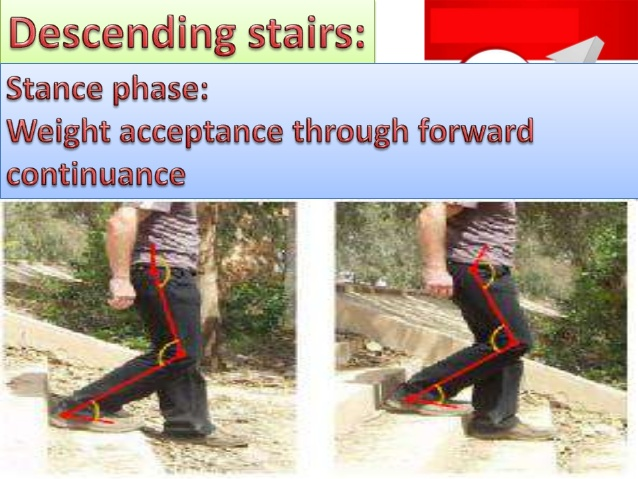 Descending stairs:
Stance phase:
Weight acceptance through forward
continuance